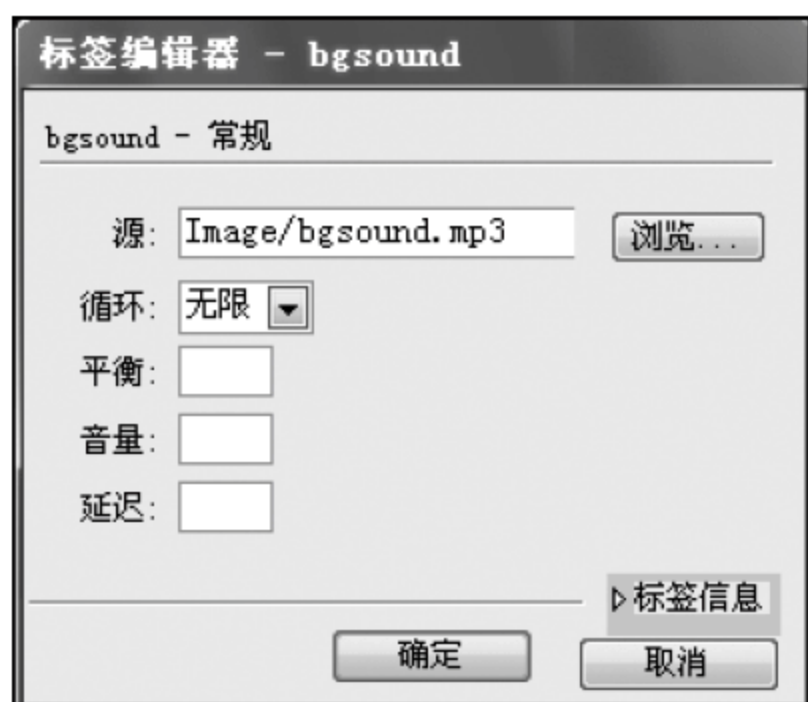 标签编辑器 - bgsound
bgsound - 常规
源: Image/bgsound.mp3 浏览...
循环: 无限
平衡:
音量:
延迟:
标签信息
确定 取消